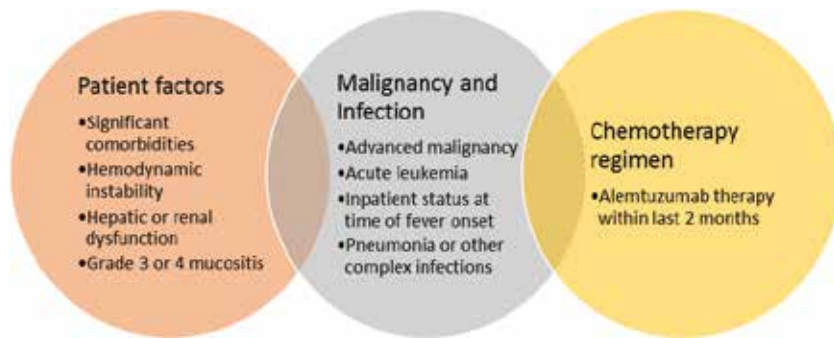 Patient factors
•Significant
comorbidities
•Hemodynamic
instability
•Hepatic or renal
dysfunction
•Grade 3 or 4 mucositis
Malignancy and
Infection
•Advanced malignancy
•Acute leukemia
•Inpatient status at
time of fever onset
•Pneumonia or other
complex infections
Chemotherapy
regimen
•Alemtuzumab therapy
within last 2 months